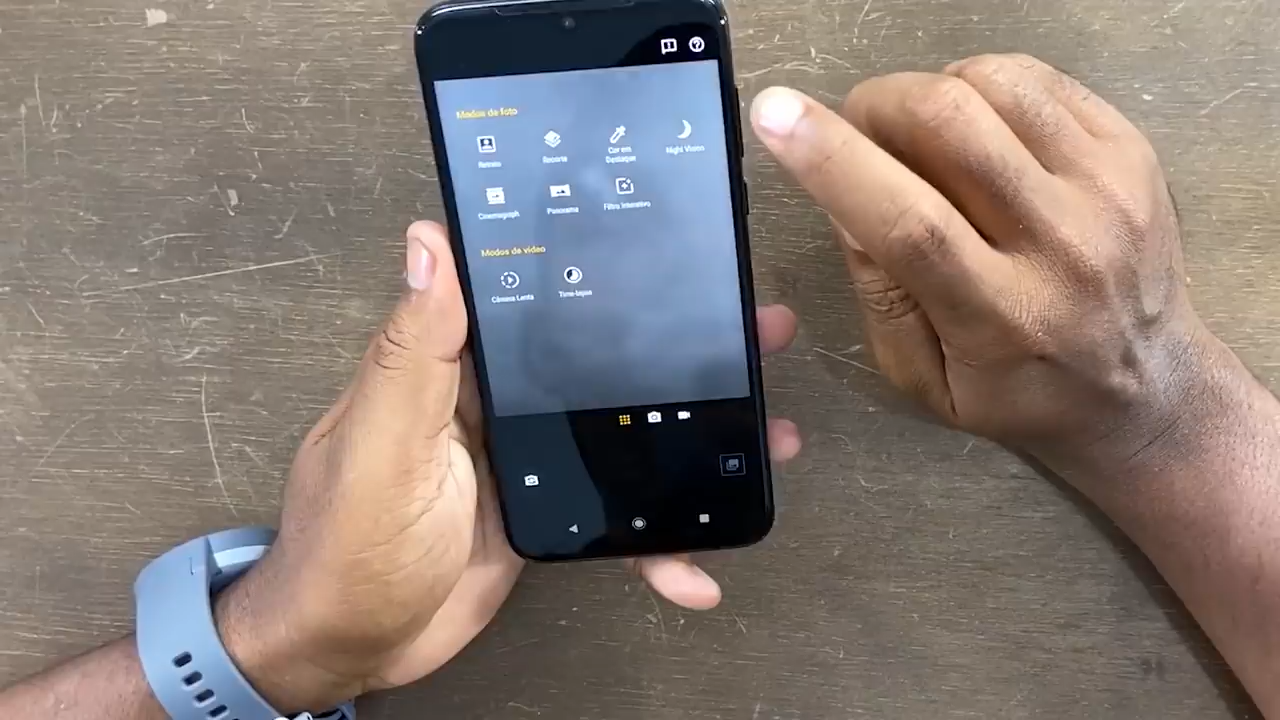 Modos de foto
Retrato
Recorte
Cor em
Destaque
Night Vision
Cinemagraph
Panorama
Filtro Interativo
Modos de vídeo
Câmera Lenta
Time-lapse